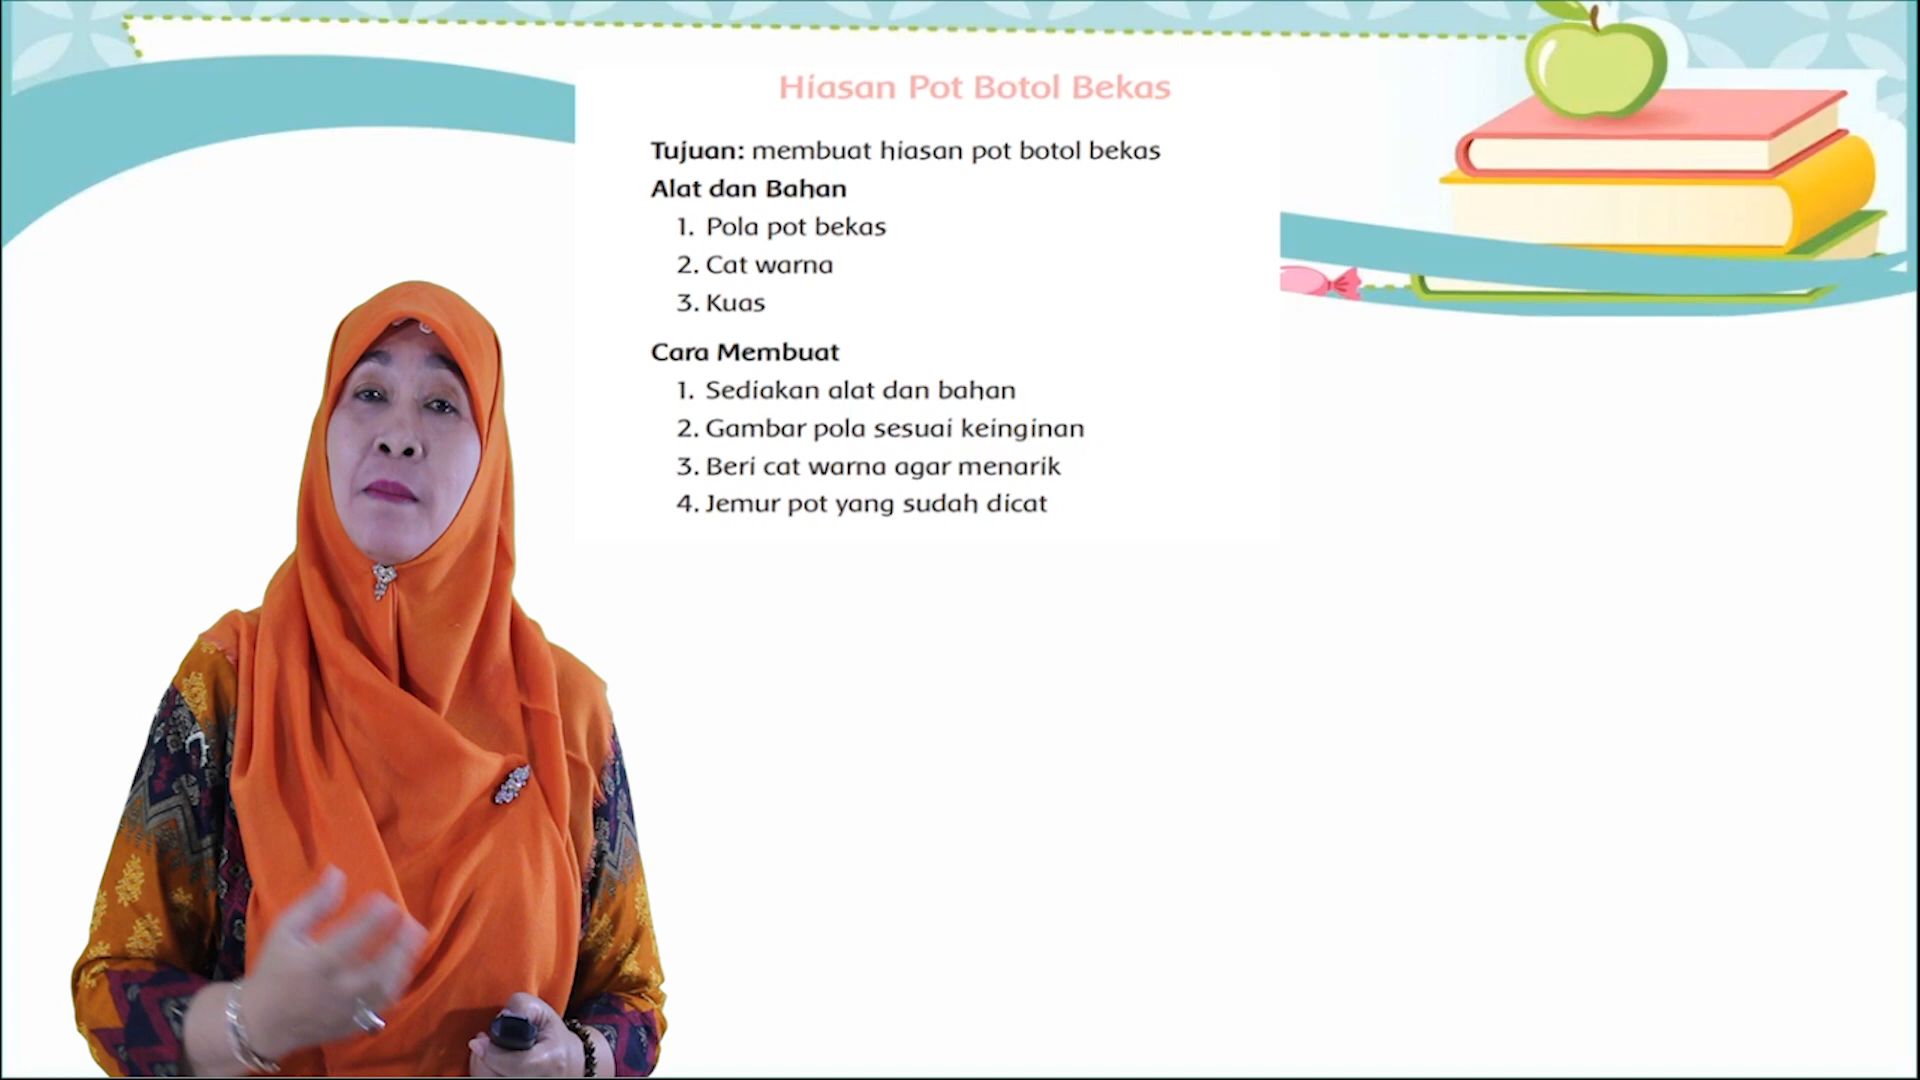 Hiasan Pot Botol Bekas
Tujuan: membuat hiasan pot botol bekas
Alat dan Bahan
1. Pola pot bekas
2. Cat warna
3. Kuas
Cara Membuat
1. Sediakan alat dan bahan
2. Gambar pola sesuai keinginan
3. Beri cat warna agar menarik
4. Jemur pot yang sudah dicat